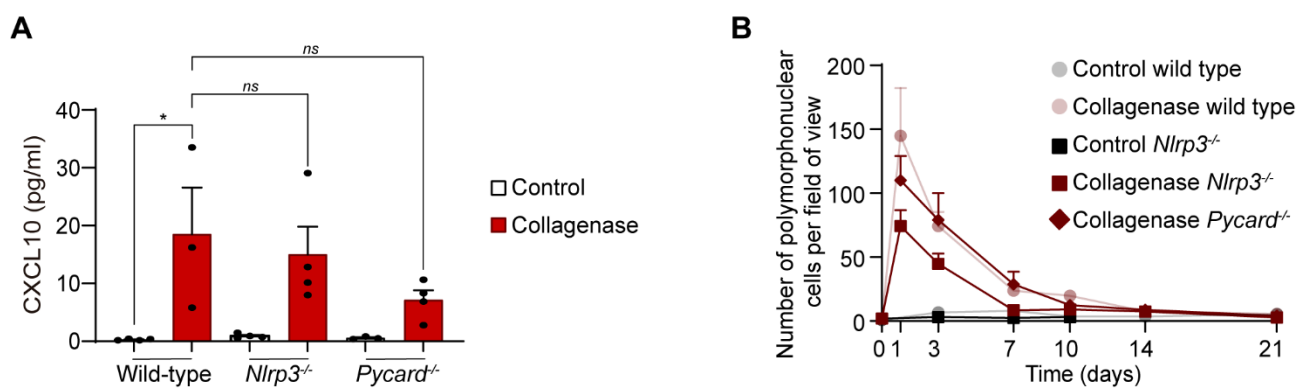 A
ns
ns
*
CXCL10 (pg/ml)
40
30
20
10
0
Wild-type
Nlrp3-/-
Pycard-/-
Control
Collagenase
B
Number of polymorphonuclear
cells per field of view
200
150
100
50
0
0 1 3 7 10 14 21
Time (days)
Control wild type
Collagenase wild type
Control Nlrp3-/-
Collagenase Nlrp3-/-
Collagenase Pycard-/-